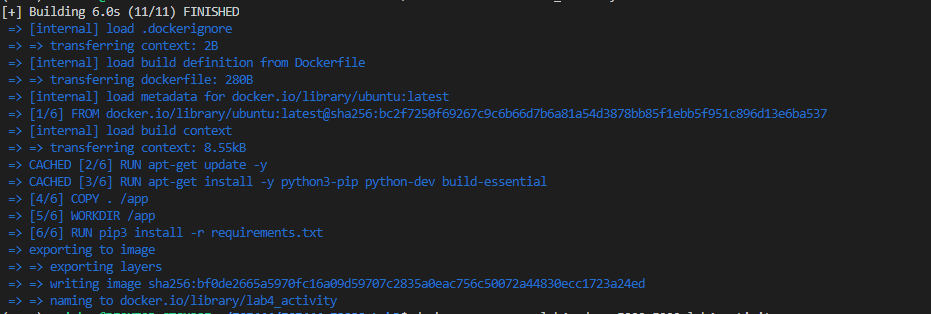 [+] Building 6.0s (11/11) FINISHED
=> [internal] load .dockerignore
=> => transferring context: 2B
=> [internal] load build definition from Dockerfile
=> => transferring dockerfile: 280B
=> [internal] load metadata for docker.io/library/ubuntu:latest
=> [1/6] FROM docker.io/library/ubuntu:latest@sha256:bc2f7250f69267c9c6b66d7b6a81a54d3878bb85f1ebb5f951c896d13e6ba537
=> [internal] load build context
=> => transferring context: 8.55kB
=> CACHED [2/6] RUN apt-get update -y
=> CACHED [3/6] RUN apt-get install -y python3-pip python-dev build-essential
=> [4/6] COPY . /app
=> [5/6] WORKDIR /app
=> [6/6] RUN pip3 install -r requirements.txt
=> exporting to image
=> => exporting layers
=> => writing image sha256:bf0de2665a5970fc16a09d59707c2835a0eac756c50072a44830ecc1723a24ed
=> => naming to docker.io/library/lab4_activity